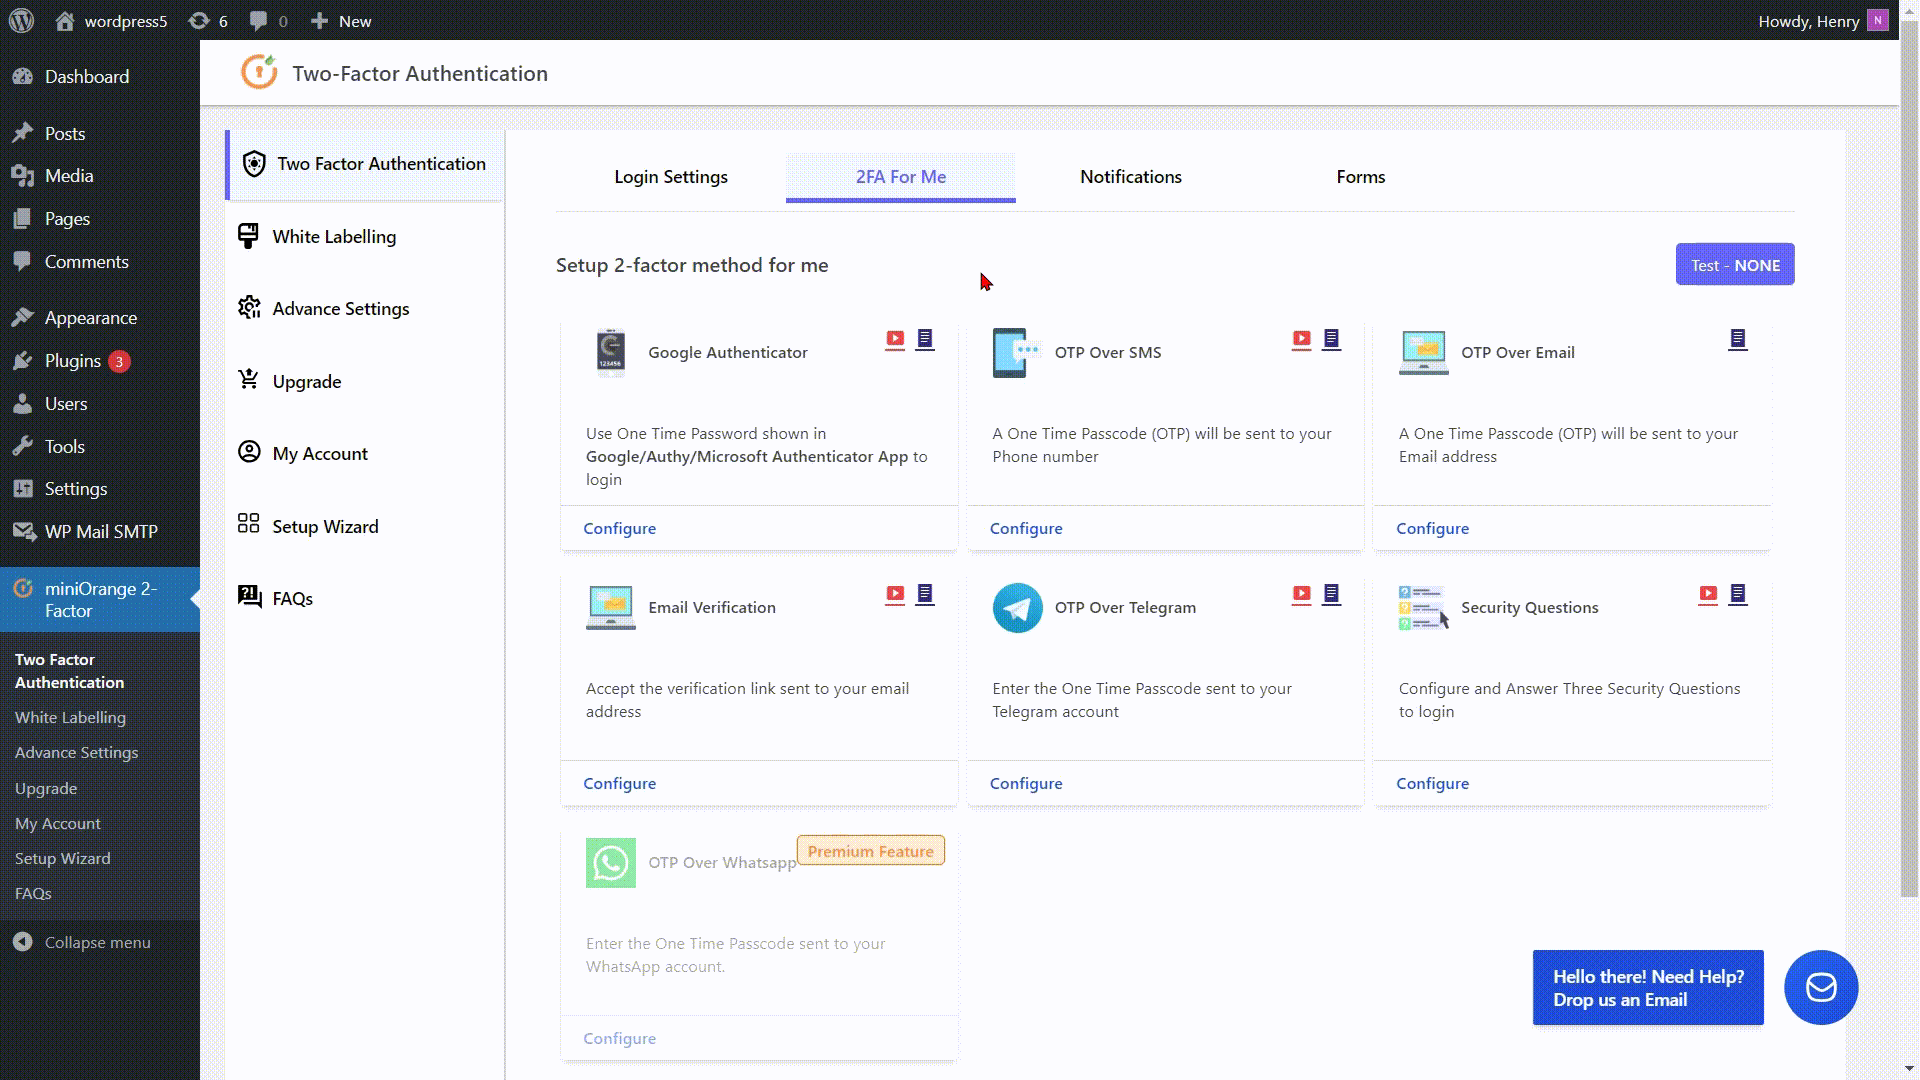 wordpress5 6 0 New Howdy, Henry N
Dashboard
Posts
Media
Pages
Comments
Appearance
Plugins 3
Users
Tools
Settings
WP Mail SMTP
miniOrange 2-
Factor
Two Factor
Authentication
White Labelling
Advance Settings
Upgrade
My Account
Setup Wizard
FAQs
Collapse menu
Two-Factor Authentication
Two Factor Authentication
White Labelling
Advance Settings
Upgrade
My Account
Setup Wizard
FAQs
Login Settings 2FA For Me Notifications Forms
Setup 2-factor method for me Test - NONE
123456
Google Authenticator
Use One Time Password shown in
Google/Authy/Microsoft Authenticator App to
login
Configure
OTP Over SMS
A One Time Passcode (OTP) will be sent to your
Phone number
Configure
OTP Over Email
A One Time Passcode (OTP) will be sent to your
Email address
Configure
Email Verification
Accept the verification link sent to your email
address
Configure
OTP Over Telegram
Enter the One Time Passcode sent to your
Telegram account
Configure
Security Questions
Configure and Answer Three Security Questions
to login
Configure
OTP Over Whatsapp Premium Feature
Enter the One Time Passcode sent to your
WhatsApp account.
Configure
Hello there! Need Help?
Drop us an Email